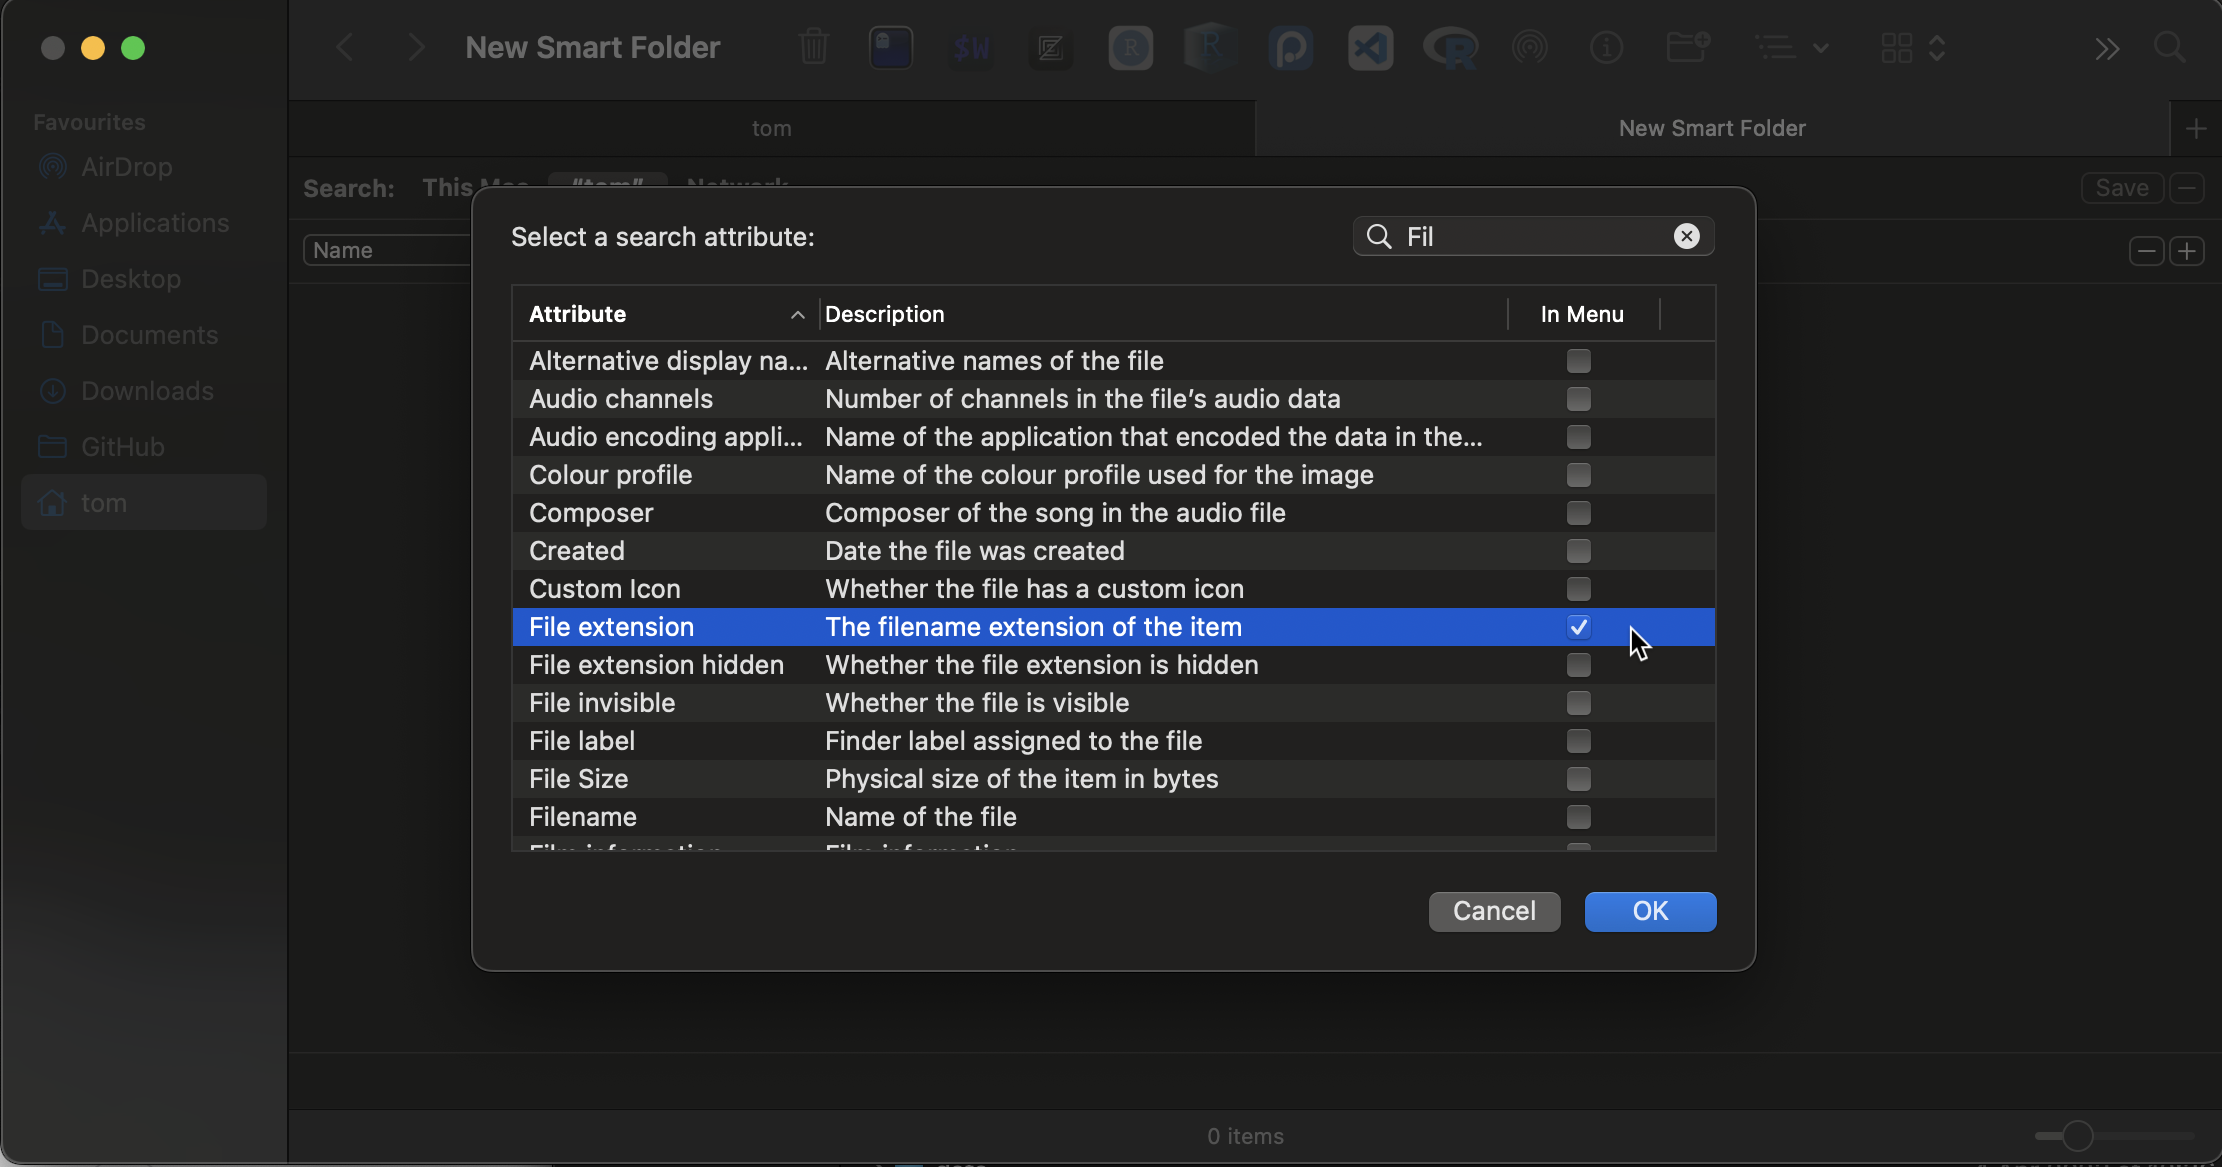 New Smart Folder
$W
R
R
R
tom
New Smart Folder
Favourites
AirDrop
Applications
Desktop
Documents
Downloads
GitHub
tom
Search: This Mac "tom" Network
Save
Name
Select a search attribute:
Fil
Attribute Description In Menu
Alternative display na... Alternative names of the file
Audio channels Number of channels in the file's audio data
Audio encoding appli... Name of the application that encoded the data in the...
Colour profile Name of the colour profile used for the image
Composer Composer of the song in the audio file
Created Date the file was created
Custom Icon Whether the file has a custom icon
File extension The filename extension of the item
File extension hidden Whether the file extension is hidden
File invisible Whether the file is visible
File label Finder label assigned to the file
File Size Physical size of the item in bytes
Filename Name of the file
Film information Film information
Cancel OK
0 items